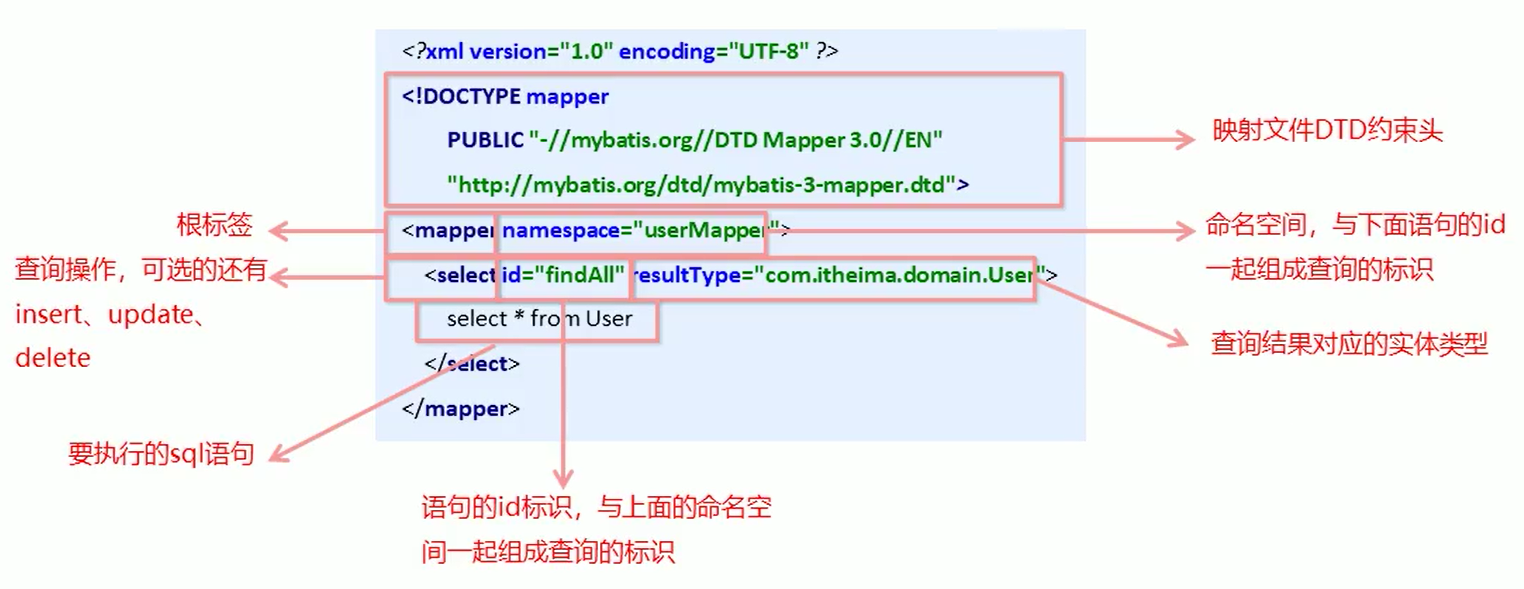 <?xml version="1.0" encoding="UTF-8" ?>
<!DOCTYPE mapper
PUBLIC "-//mybatis.org//DTD Mapper 3.0//EN"
"http://mybatis.org/dtd/mybatis-3-mapper.dtd">
映射文件DTD约束头
<mapper namespace="userMapper">
根标签
命名空间，与下面语句的id
一起组成查询的标识
<select id="findAll" resultType="com.itheima.domain.User">
查询操作，可选的还有
insert、update、
delete
select * from User
查询结果对应的实体类型
</select>
</mapper>
要执行的sql语句
语句的id标识，与上面的命名空
间一起组成查询的标识